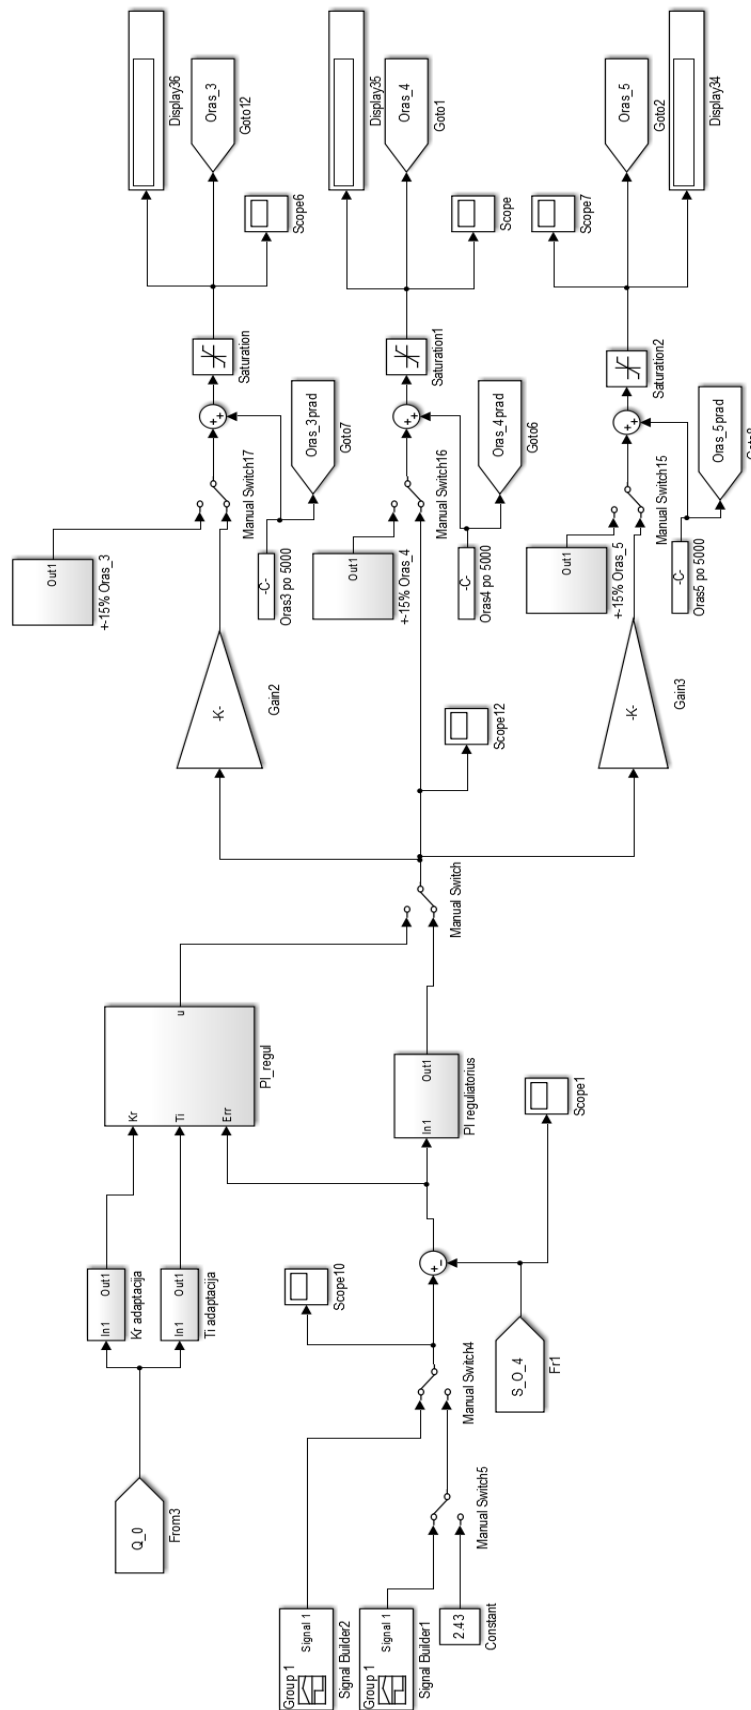 Q_0
From3
In1
Out1
Kr adaptacija
In1
Out1
Ti adaptacija
Kr
Ti
Err
u
PI_regul
Group 1
Signal 1
Signal Builder2
Group 1
Signal 1
Signal Builder1
2.43
Constant
Manual Switch5
Manual Switch4
Scope10
S_O_4
Fr1
+
-
Scope1
In1
Out1
PI reguliatorius
Manual Switch
Scope12
-K-
Gain2
-K-
Gain3
Out1
+-15% Oras_3
Manual Switch17
-C-
Oras3 po 5000
Oras_3prad
Goto7
+
+
Saturation
Scope6
Display36
Oras_3
Goto12
Out1
+-15% Oras_4
Manual Switch16
-C-
Oras4 po 5000
Oras_4prad
Goto6
+
+
Saturation1
Scope
Display35
Oras_4
Goto1
Out1
+-15% Oras_5
Manual Switch15
-C-
Oras5 po 5000
Oras_5prad
+
+
Saturation2
Scope7
Oras_5
Goto2
Display34